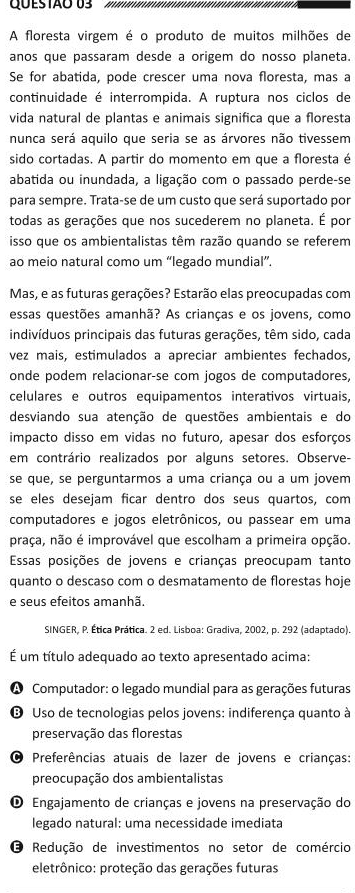 QUESTÃO 03
A floresta virgem é o produto de muitos milhões de
anos que passaram desde a origem do nosso planeta.
Se for abatida, pode crescer uma nova floresta, mas a
continuidade é interrompida. A ruptura nos ciclos de
vida natural de plantas e animais significa que a floresta
nunca será aquilo que seria se as árvores não tivessem
sido cortadas. A partir do momento em que a floresta é
abatida ou inundada, a ligação com o passado perde-se
para sempre. Trata-se de um custo que será suportado por
todas as gerações que nos sucederem no planeta. É por
isso que os ambientalistas têm razão quando se referem
ao meio natural como um “legado mundial”.
Mas, e as futuras gerações? Estarão elas preocupadas com
essas questões amanhã? As crianças e os jovens, como
indivíduos principais das futuras gerações, têm sido, cada
vez mais, estimulados a apreciar ambientes fechados,
onde podem relacionar-se com jogos de computadores,
celulares e outros equipamentos interativos virtuais,
desviando sua atenção de questões ambientais e do
impacto disso em vidas no futuro, apesar dos esforços
em contrário realizados por alguns setores. Observe-
se que, se perguntarmos a uma criança ou a um jovem
se eles desejam ficar dentro dos seus quartos, com
computadores e jogos eletrônicos, ou passear em uma
praça, não é improvável que escolham a primeira opção.
Essas posições de jovens e crianças preocupam tanto
quanto o descaso com o desmatamento de florestas hoje
e seus efeitos amanhã.
SINGER, P. Ética Prática. 2 ed. Lisboa: Gradiva, 2002, p. 292 (adaptado).
É um título adequado ao texto apresentado acima:
A Computador: o legado mundial para as gerações futuras
B Uso de tecnologias pelos jovens: indiferença quanto à
preservação das florestas
C Preferências atuais de lazer de jovens e crianças:
preocupação dos ambientalistas
D Engajamento de crianças e jovens na preservação do
legado natural: uma necessidade imediata
E Redução de investimentos no setor de comércio
eletrônico: proteção das gerações futuras